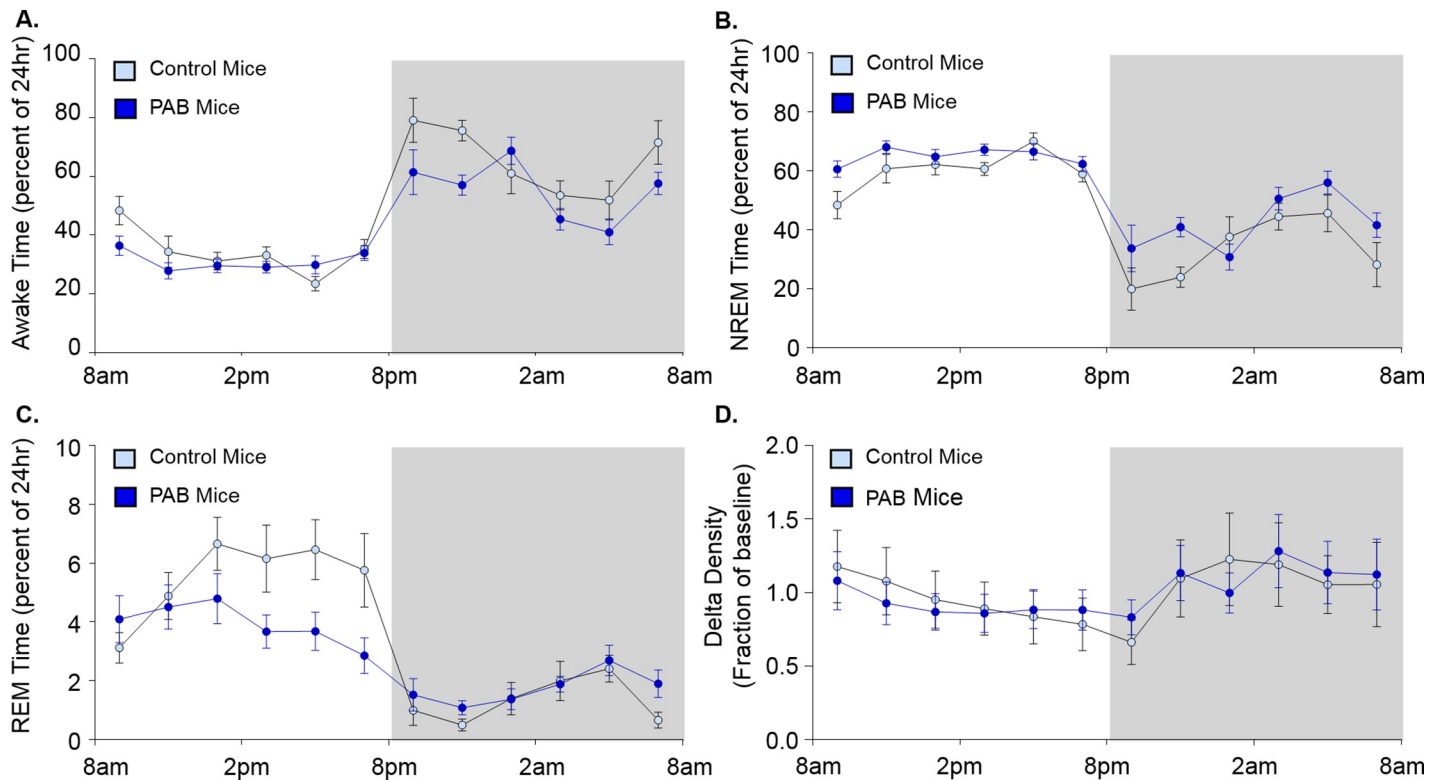 A.
Awake Time (percent of 24hr)
100
80
60
40
20
0
Control Mice
PAB Mice
8am 2pm 8pm 2am 8am
B.
NREM Time (percent of 24hr)
100
80
60
40
20
0
Control Mice
PAB Mice
8am 2pm 8pm 2am 8am
C.
REM Time (percent of 24hr)
10
8
6
4
2
0
Control Mice
PAB Mice
8am 2pm 8pm 2am 8am
D.
Delta Density
(Fraction of baseline)
2.0
1.5
1.0
0.5
0.0
Control Mice
PAB Mice
8am 2pm 8pm 2am 8am